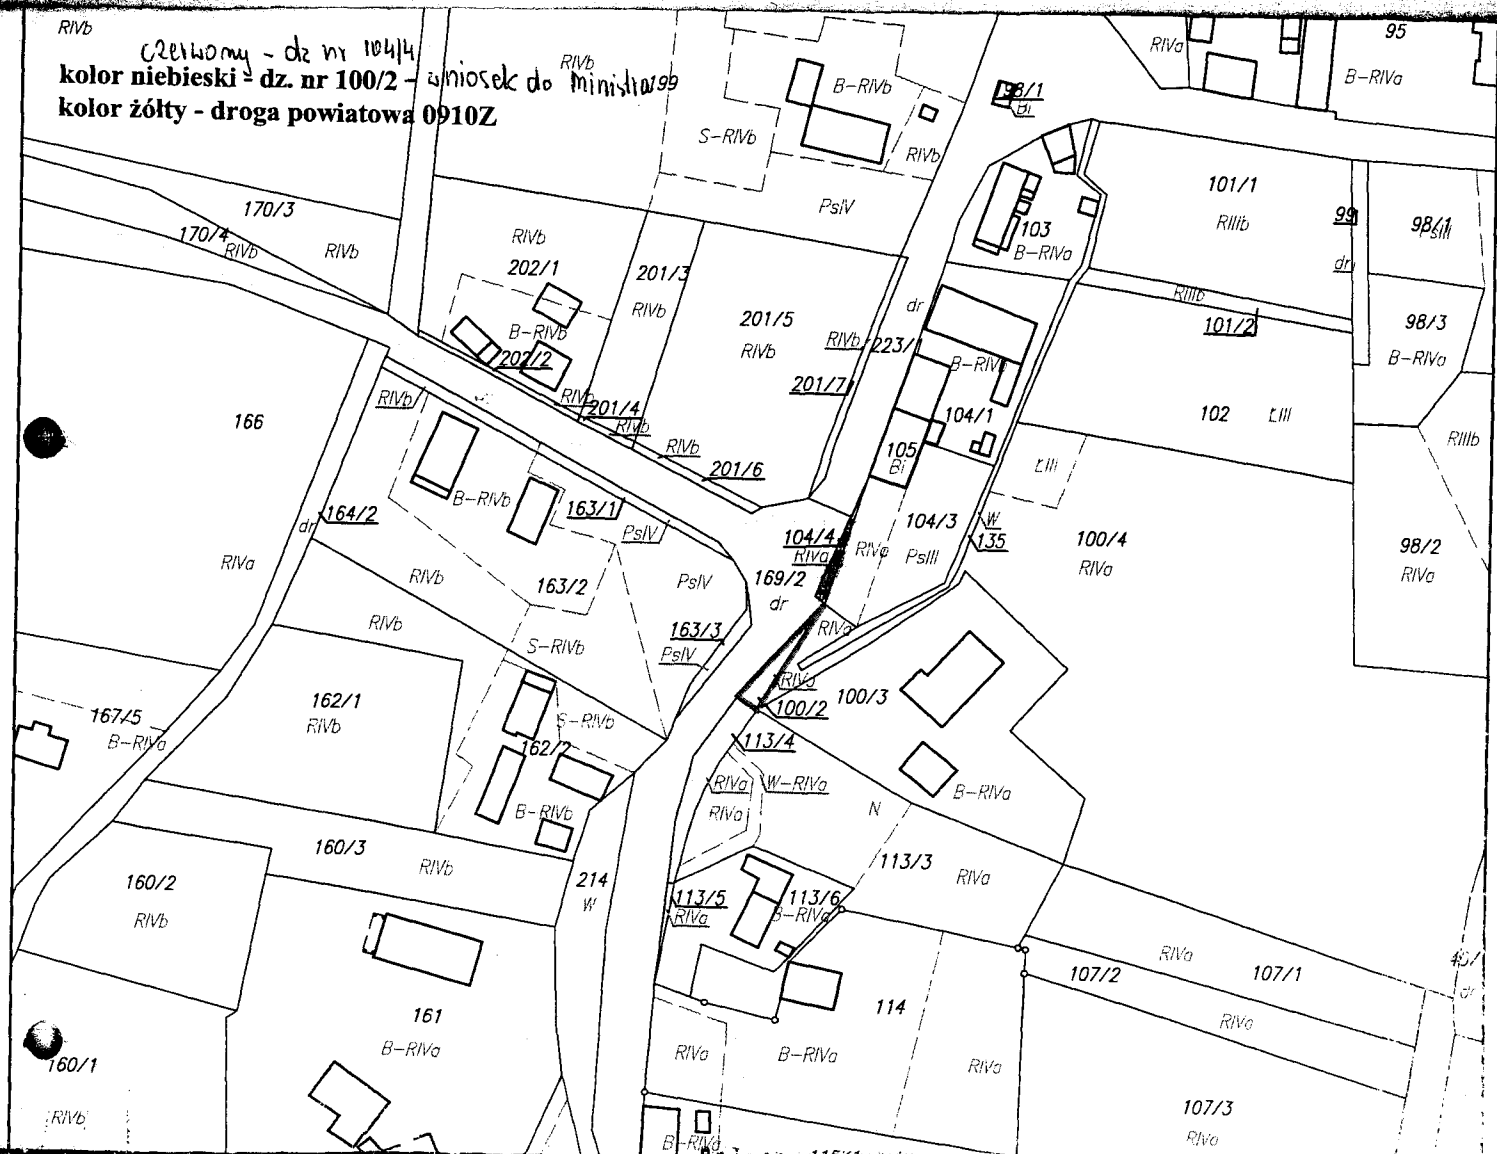 RIVb
czerwony - dz nr 104/4
kolor niebieski - dz. nr 100/2 - wniosek do Ministra
kolor żółty - droga powiatowa 0910Z
RIVb
199
B-RIVb
S-RIVb
RIVb
PsIV
98/1
Bi
RIVa
95
B-RIVa
101/1
RIIIb
99
dr
98/1
PsIII
103
B-RIVa
170/3
170/4
RIVb
RIVb
RIVb
202/1
B-RIVb
202/2
201/3
RIVb
201/5
RIVb
RIVb
223/1
dr
201/7
B-RIVb
104/1
105
Bi
RIIIb
101/2
98/3
B-RIVa
102
ŁIII
ŁIII
RIIIb
166
RIVa
RIVb
RIVb
201/4
RIVb
RIVb
201/6
B-RIVb
163/1
PsIV
164/2
dr
RIVb
163/2
PsIV
S-RIVb
163/3
PsIV
104/4
RIVa
169/2
dr
RIVa
104/3
PsIII
W
135
100/4
RIVa
98/2
RIVa
RIVa
RIVa
100/2
100/3
B-RIVa
RIVb
162/1
RIVb
S-RIVb
162/2
B-RIVb
167/5
B-RIVa
113/4
RIVa
W-RIVa
RIVa
N
113/3
RIVa
160/3
RIVb
160/2
RIVb
214
W
113/5
RIVa
113/6
B-RIVa
161
B-RIVa
114
RIVa
B-RIVa
RIVa
107/2
RIVa
107/1
RIVa
dr
107/3
RIVa
160/1
RIVb
B-RIVa